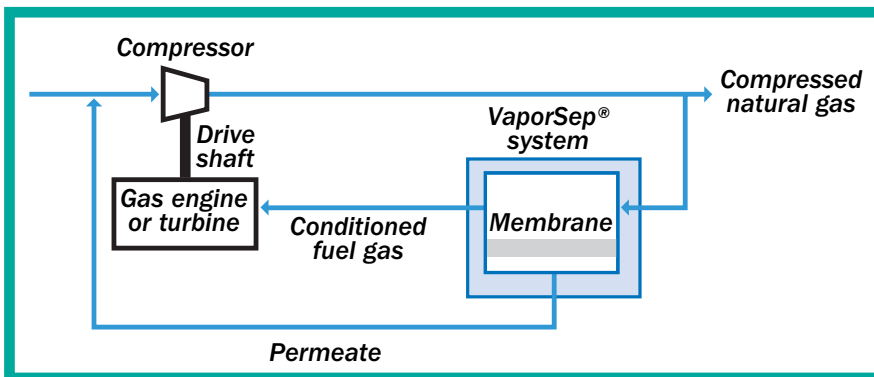 Compressor
Compressed
natural gas
VaporSep®
system
Drive
shaft
Gas engine
or turbine
Conditioned
fuel gas
Membrane
Permeate